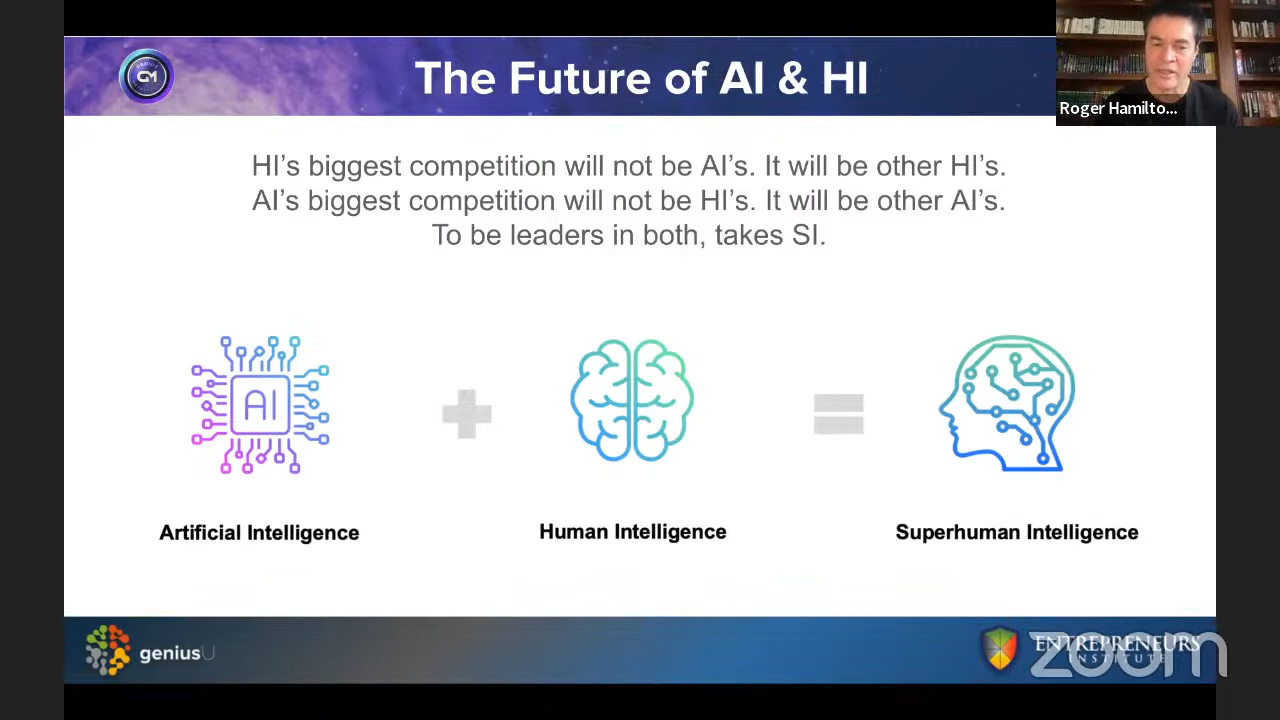 The Future of AI & HI
Roger Hamilto...
HI's biggest competition will not be AI's. It will be other HI's.
AI's biggest competition will not be HI's. It will be other AI's.
To be leaders in both, takes SI.
AI
Artificial Intelligence
Human Intelligence
Superhuman Intelligence
geniusU
ENTREPRENEURS
INSTITUTE
zoom